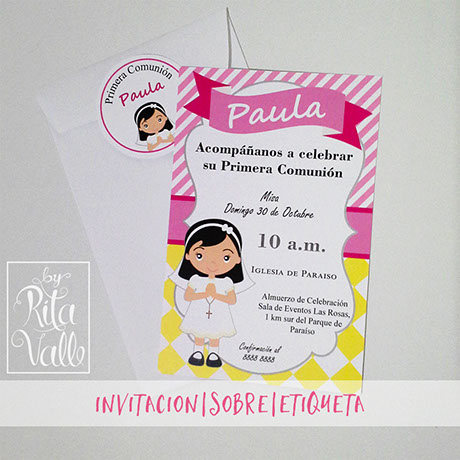 Primera Comunión
Paula
Paula
Acompáñanos a celebrar
su Primera Comunión
Misa
Domingo 30 de Octubre
10 a.m.
Iglesia de Paraiso
Almuerzo de Celebración
Sala de Eventos Las Rosas,
1 km sur del Parque de
Paraíso
Confirmación al
8888 8888
by
Rita
Valle
INVITACION|SOBRE|ETIQUETA